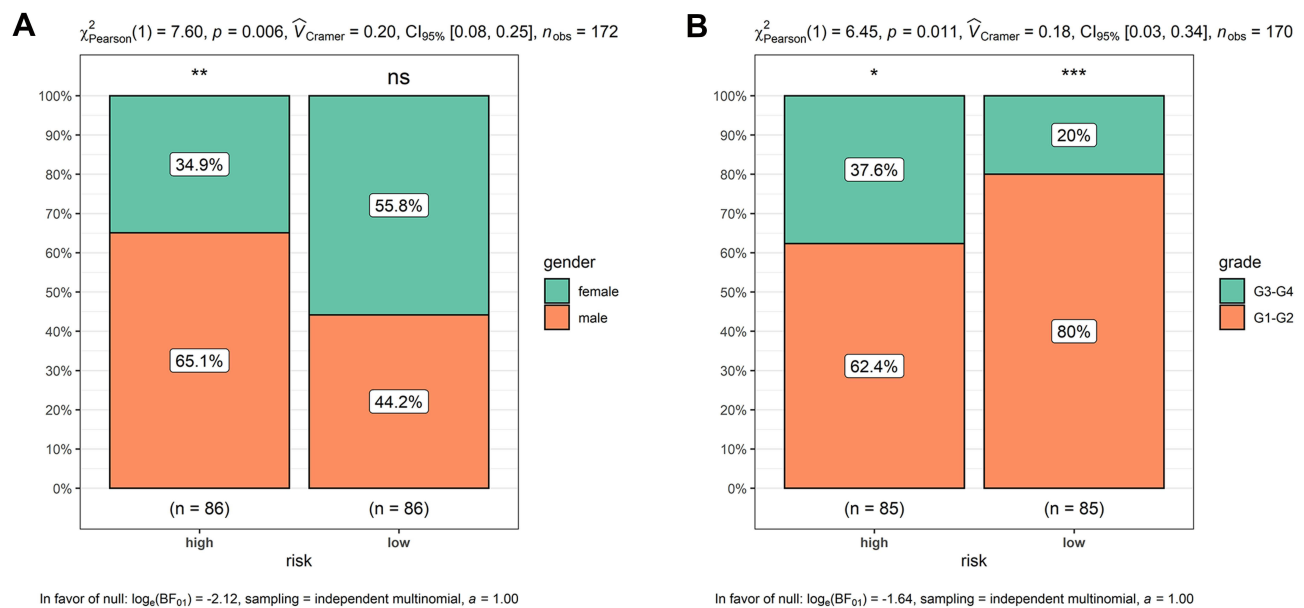 A
χ²Pearson(1) = 7.60, p = 0.006, V̂Cramer = 0.20, CI95% [0.08, 0.25], nobs = 172
** ns
100%
90%
80%
70%
60%
50%
40%
30%
20%
10%
0%
34.9%
55.8%
65.1%
44.2%
(n = 86) (n = 86)
high low
risk
gender
female
male
In favor of null: loge(BF01) = -2.12, sampling = independent multinomial, a = 1.00
B
χ²Pearson(1) = 6.45, p = 0.011, V̂Cramer = 0.18, CI95% [0.03, 0.34], nobs = 170
* ***
100%
90%
80%
70%
60%
50%
40%
30%
20%
10%
0%
37.6%
20%
62.4%
80%
(n = 85) (n = 85)
high low
risk
grade
G3-G4
G1-G2
In favor of null: loge(BF01) = -1.64, sampling = independent multinomial, a = 1.00